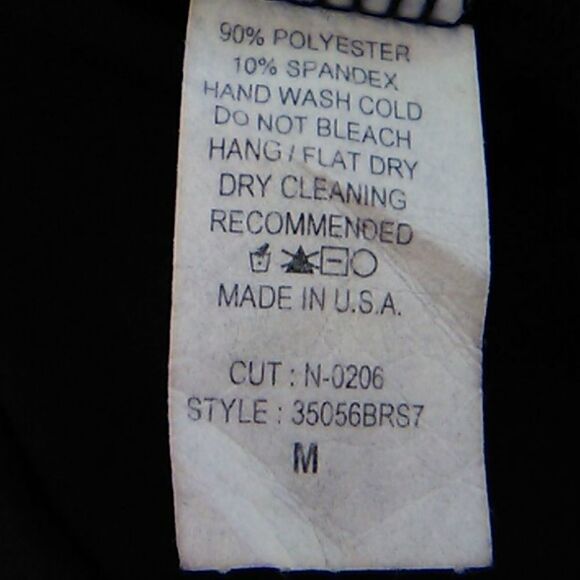 90% POLYESTER
10% SPANDEX
HAND WASH COLD
DO NOT BLEACH
HANG / FLAT DRY
DRY CLEANING
RECOMMENDED
MADE IN U.S.A.
CUT : N-0206
STYLE : 35056BRS7
M